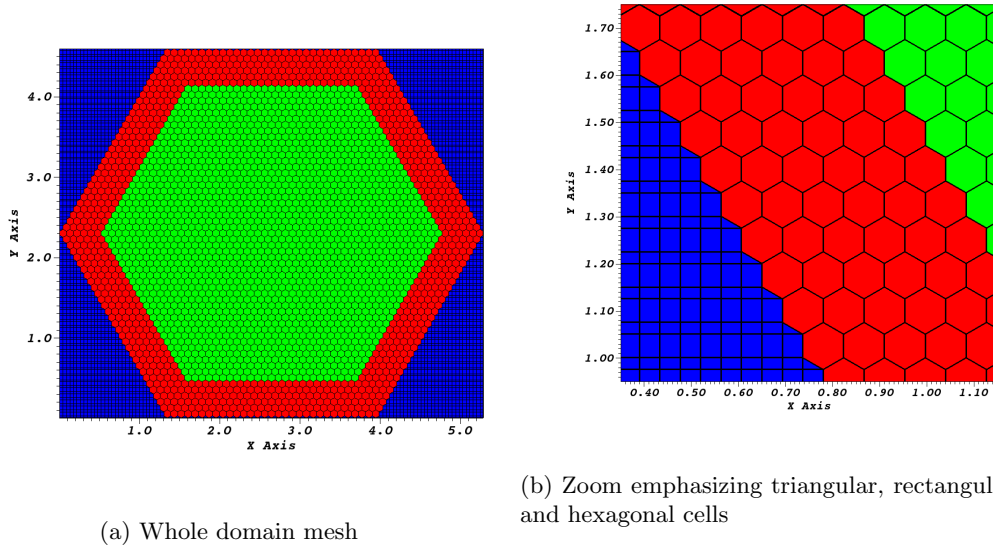 4.0
3.0
2.0
1.0
Y Axis
1.0 2.0 3.0 4.0 5.0
X Axis
(a) Whole domain mesh
1.70
1.60
1.50
1.40
1.30
1.20
1.10
1.00
Y Axis
0.40 0.50 0.60 0.70 0.80 0.90 1.00 1.10
X Axis
(b) Zoom emphasizing triangular, rectangul
and hexagonal cells